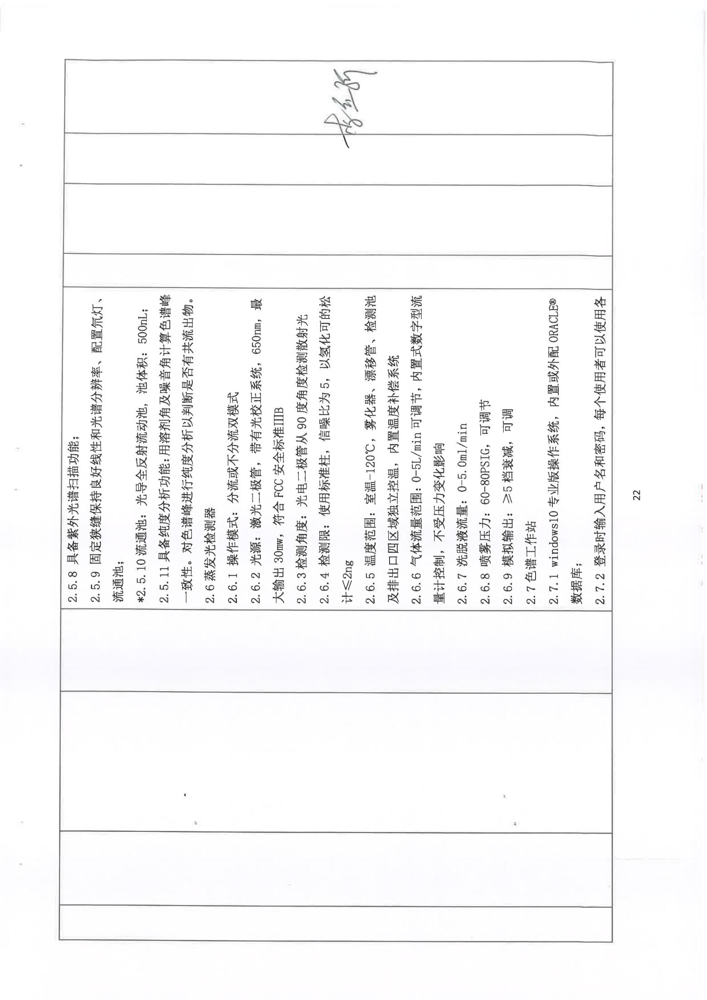 2.5.8 具备紫外光谱扫描功能；
2.5.9 固定狭缝保持良好线性和光谱分辨率、配置氘灯、
流通池；
*2.5.10 流通池：光导全反射流动池，池体积：500nL；
2.5.11 具备纯度分析功能：用溶剂角及噪音角计算色谱峰
一致性。对色谱峰进行纯度分析以判断是否有共流出物。
2.6 蒸发光检测器
2.6.1 操作模式：分流或不分流双模式
2.6.2 光源：激光二极管，带有光校正系统，650nm，最
大输出 30mw，符合 FCC 安全标准IIIB
2.6.3 检测角度：光电二极管从 90 度角度检测散射光
2.6.4 检测限：使用标准柱，信噪比为 5，以氢化可的松
计≤2ng
2.6.5 温度范围：室温-120℃，雾化器、漂移管、检测池
及排出口四区域独立控温，内置温度补偿系统
2.6.6 气体流量范围：0-5L/min 可调节，内置式数字型流
量计控制，不受压力变化影响
2.6.7 洗脱液流量：0-5.0ml/min
2.6.8 喷雾压力：60-80PSIG，可调节
2.6.9 模拟输出：≥5 档衰减，可调
2.7 色谱工作站
2.7.1 windows10 专业版操作系统，内置或外配 ORACLE®
数据库；
2.7.2 登录时输入用户名和密码，每个使用者可以使用各
22